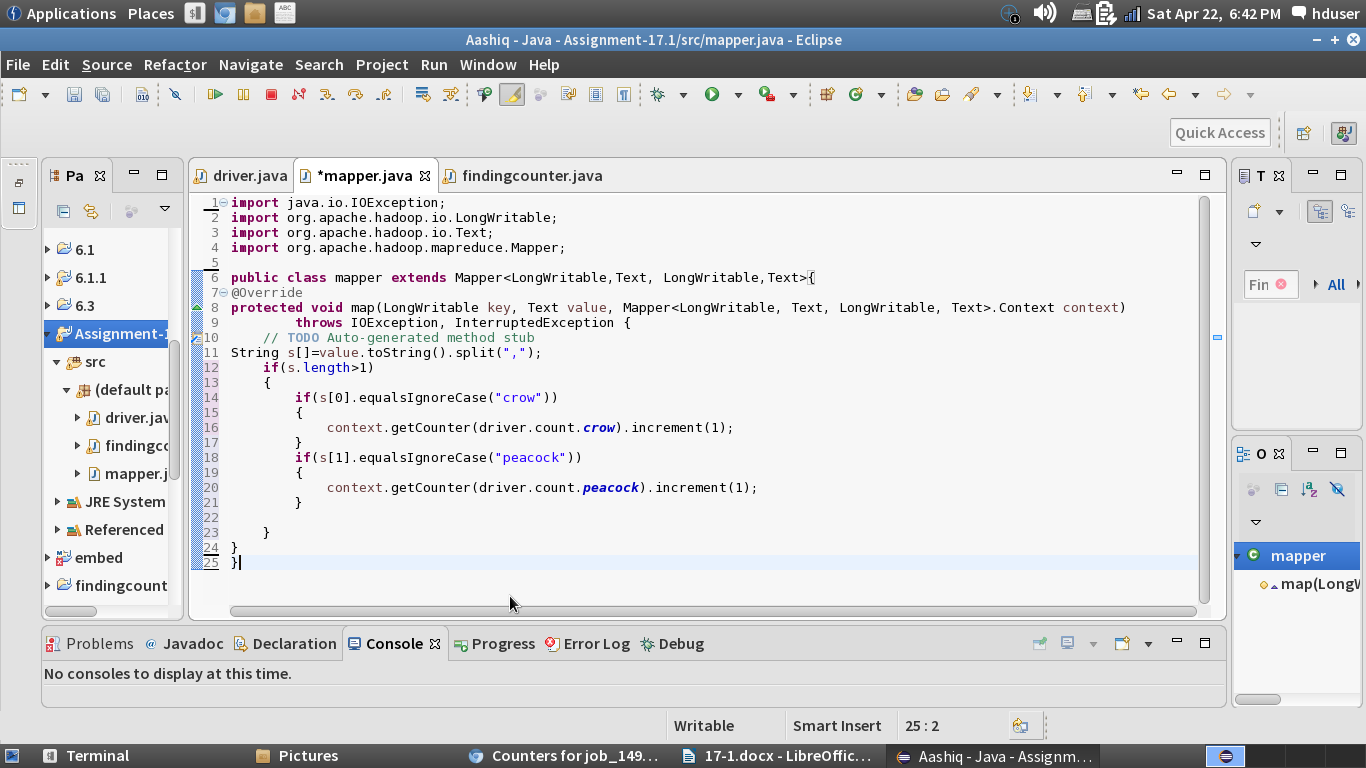 Applications Places Sat Apr 22, 6:42 PM hduser
Aashiq - Java - Assignment-17.1/src/mapper.java - Eclipse
File Edit Source Refactor Navigate Search Project Run Window Help
Quick Access
Pa
driver.java *mapper.java findingcounter.java
T
6.1
6.1.1
6.3
Assignment-1
src
(default pa
driver.jav
findingco
mapper.j
JRE System
Referenced
embed
findingcount
1 import java.io.IOException;
2 import org.apache.hadoop.io.LongWritable;
3 import org.apache.hadoop.io.Text;
4 import org.apache.hadoop.mapreduce.Mapper;
5
6 public class mapper extends Mapper<LongWritable,Text, LongWritable,Text>{
7 @Override
8 protected void map(LongWritable key, Text value, Mapper<LongWritable, Text, LongWritable, Text>.Context context)
9         throws IOException, InterruptedException {
10     // TODO Auto-generated method stub
11 String s[]=value.toString().split(",");
12     if(s.length>1)
13     {
14         if(s[0].equalsIgnoreCase("crow"))
15         {
16             context.getCounter(driver.count.crow).increment(1);
17         }
18         if(s[1].equalsIgnoreCase("peacock"))
19         {
20             context.getCounter(driver.count.peacock).increment(1);
21         }
22
23     }
24 }
25 }
Fin All
O
mapper
map(LongW
Problems @ Javadoc Declaration Console Progress Error Log Debug
No consoles to display at this time.
Writable Smart Insert 25 : 2
Terminal Pictures Counters for job_149... 17-1.docx - LibreOffic... Aashiq - Java - Assignm...